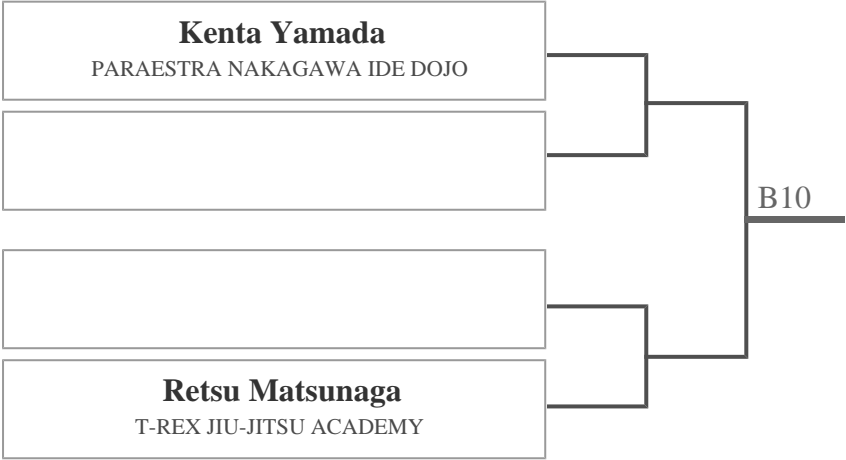 Kenta Yamada
PARAESTRA NAKAGAWA IDE DOJO
B10
Retsu Matsunaga
T-REX JIU-JITSU ACADEMY